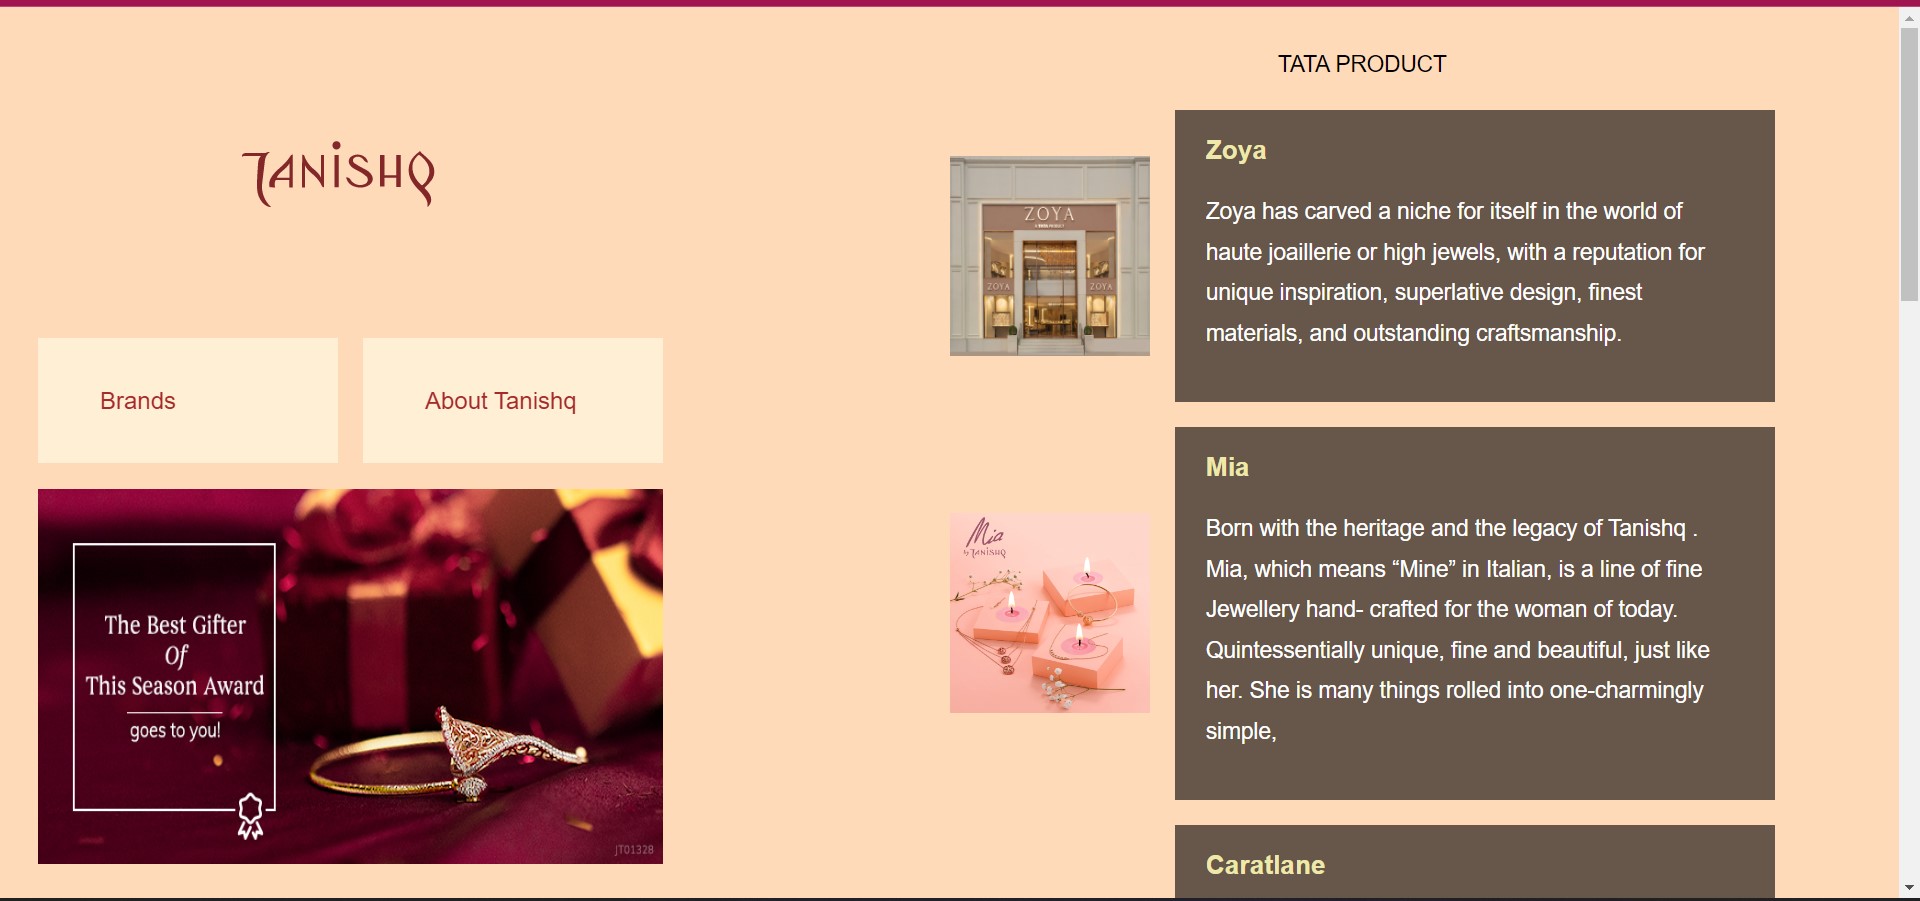 TANISHQ
Brands
About Tanishq
The Best Gifter
Of
This Season Award
goes to you!
JT01328
TATA PRODUCT
ZOYA
ZOYA
ZOYA
Zoya
Zoya has carved a niche for itself in the world of
haute joaillerie or high jewels, with a reputation for
unique inspiration, superlative design, finest
materials, and outstanding craftsmanship.
Mia
by TANISHQ
Mia
Born with the heritage and the legacy of Tanishq .
Mia, which means “Mine” in Italian, is a line of fine
Jewellery hand- crafted for the woman of today.
Quintessentially unique, fine and beautiful, just like
her. She is many things rolled into one-charmingly
simple,
Caratlane